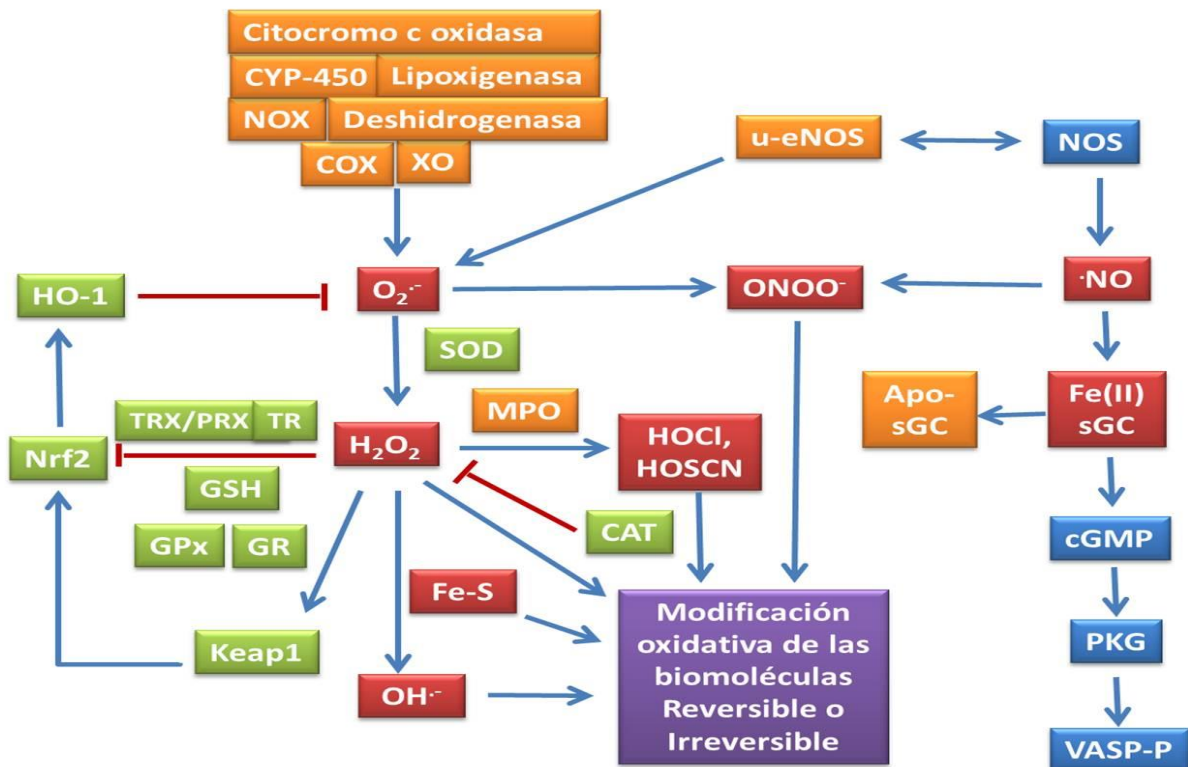 Citocromo c oxidasa
CYP-450
Lipoxigenasa
NOX
Deshidrogenasa
COX
XO
u-eNOS
NOS
HO-1
O₂·⁻
ONOO⁻
·NO
SOD
MPO
Apo-
sGC
Fe(II)
sGC
TRX/PRX
TR
Nrf2
H₂O₂
HOCl,
HOSCN
GSH
GPx
GR
CAT
cGMP
Fe-S
Keap1
OH·⁻
Modificación
oxidativa de las
biomoléculas
Reversible o
Irreversible
PKG
VASP-P